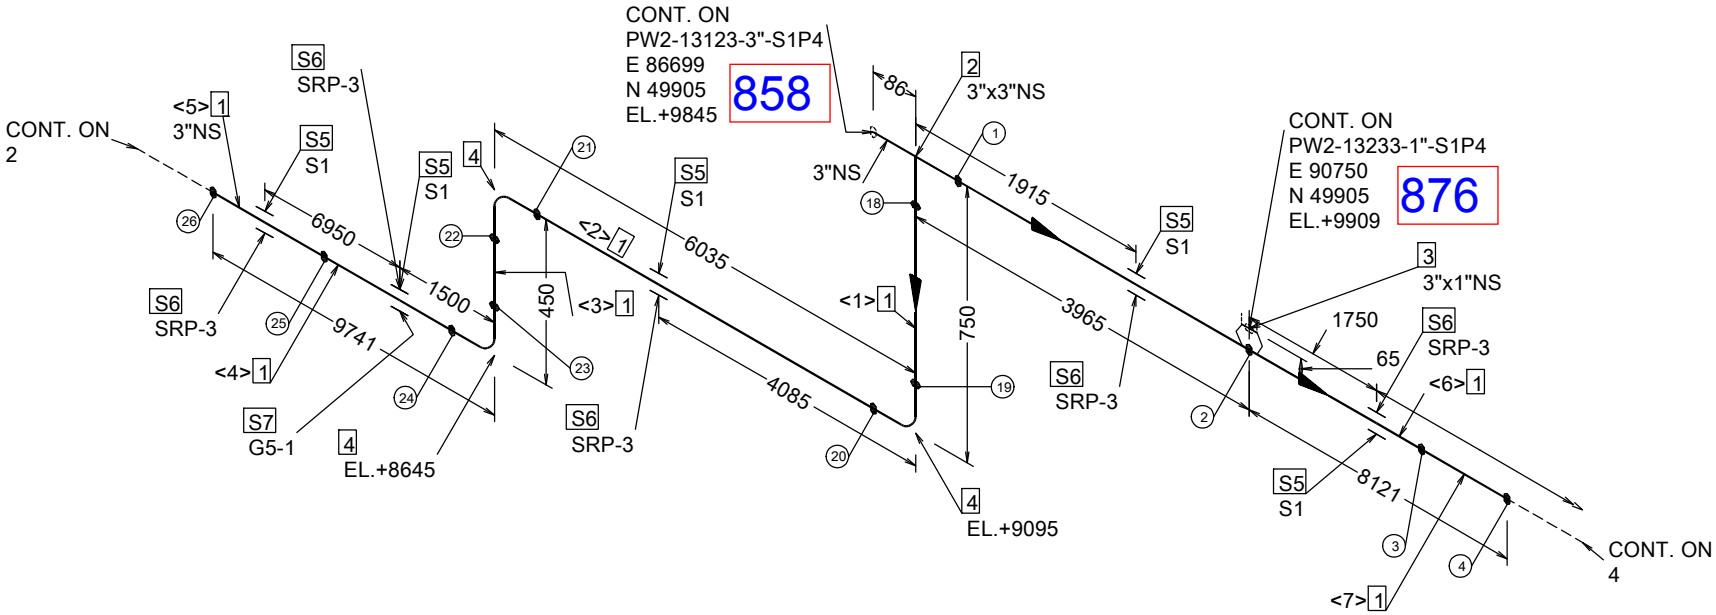 CONT. ON
PW2-13123-3"-S1P4
E 86699
N 49905
EL.+9845
858
86
2
3"x3"NS
S6
SRP-3
<5>1
3"NS
CONT. ON
2
S5
S1
S5
S1
4
21
S5
S1
3"NS
1
1915
CONT. ON
PW2-13233-1"-S1P4
E 90750
N 49905
EL.+9909
876
S5
S1
18
26
6950
22
<2>1
6035
3
3"x1"NS
S6
SRP-3
25
1500
9741
450
<3>1
<1>1
750
3965
1750
65
S6
SRP-3
<6>1
<4>1
24
23
4085
19
S6
SRP-3
2
S7
G5-1
4
EL.+8645
S6
SRP-3
20
4
EL.+9095
S5
S1
8121
3
4
CONT. ON
4
<7>1